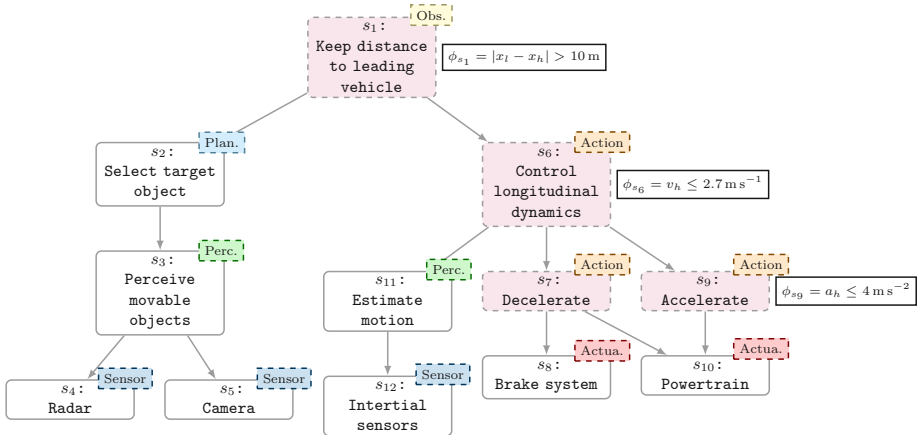 Obs.
s₁:
Keep distance
to leading
vehicle
ϕₛ₁ = |xₗ − xₕ| > 10 m
Plan.
s₂:
Select target
object
Action
s₆:
Control
longitudinal
dynamics
ϕₛ₆ = vₕ ≤ 2.7 m s⁻¹
Perc.
s₃:
Perceive
movable
objects
Perc.
s₁₁:
Estimate
motion
Action
s₇:
Decelerate
Action
s₉:
Accelerate
ϕₛ₉ = aₕ ≤ 4 m s⁻²
Sensor
s₄:
Radar
Sensor
s₅:
Camera
Sensor
s₁₂:
Intertial
sensors
Actua.
s₈:
Brake system
Actua.
s₁₀:
Powertrain